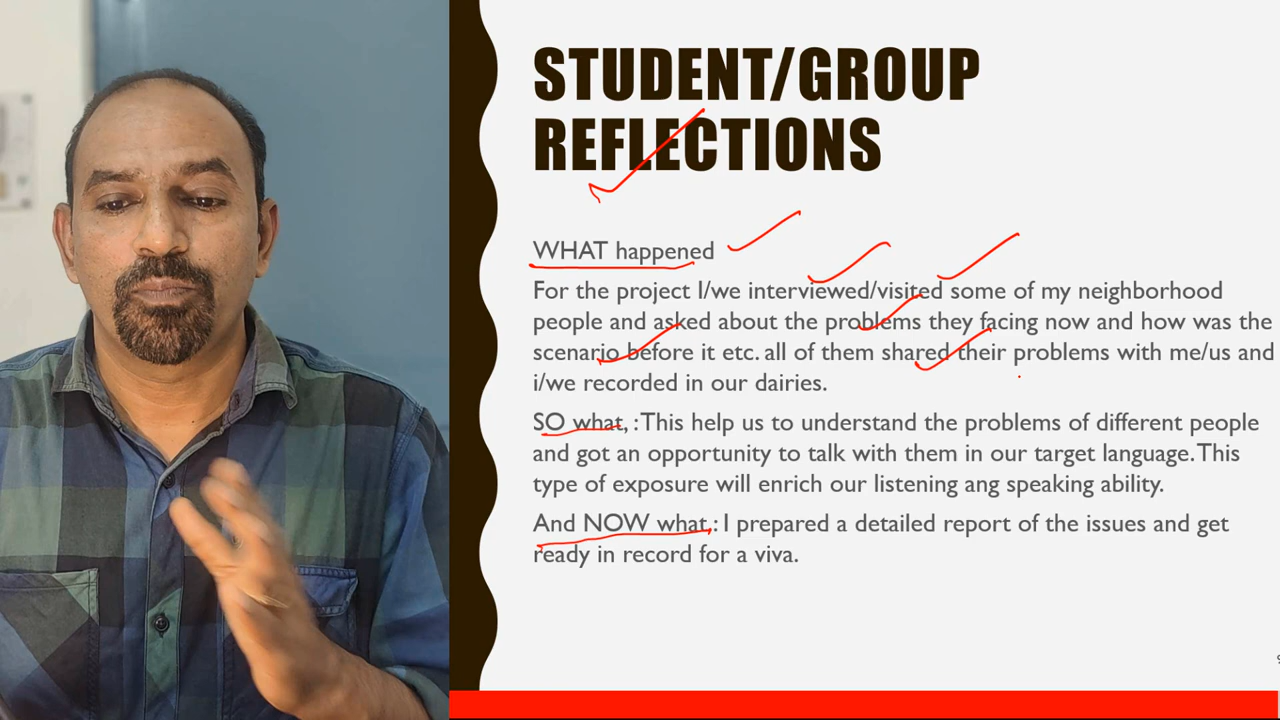 STUDENT/GROUP
REFLECTIONS
WHAT happened
For the project I/we interviewed/visited some of my neighborhood
people and asked about the problems they facing now and how was the
scenario before it etc. all of them shared their problems with me/us and
i/we recorded in our dairies.
SO what, : This help us to understand the problems of different people
and got an opportunity to talk with them in our target language. This
type of exposure will enrich our listening ang speaking ability.
And NOW what,: I prepared a detailed report of the issues and get
ready in record for a viva.